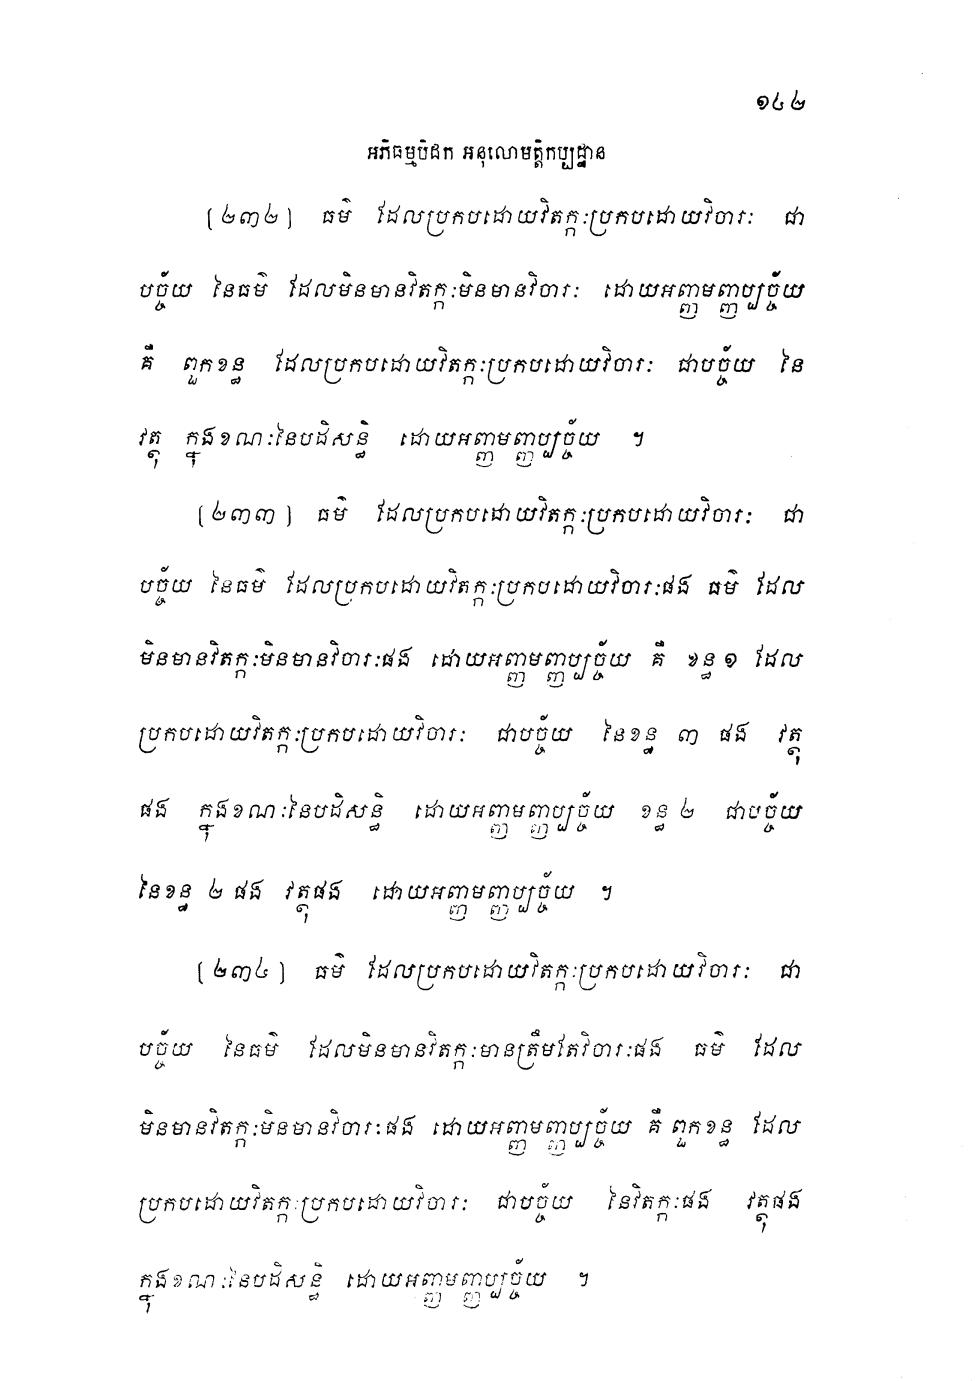 ១៤២
អភិធម្មបិដក អនុលោមត្តិកប្បដ្ឋាន
[២៣២] ធម៌ ដែលប្រកបដោយវិតក្កៈប្រកបដោយវិចារៈ ជា
បច្ច័យ នៃធម៌ ដែលមិនមានវិតក្កៈមិនមានវិចារៈ ដោយអញ្ញមញ្ញប្បច្ច័យ
គឺ ពួកខន្ធ ដែលប្រកបដោយវិតក្កៈប្រកបដោយវិចារៈ ជាបច្ច័យ នៃ
វត្ថុ ក្នុងខណៈនៃបដិសន្ធិ ដោយអញ្ញមញ្ញប្បច្ច័យ ។
[២៣៣] ធម៌ ដែលប្រកបដោយវិតក្កៈប្រកបដោយវិចារៈ ជា
បច្ច័យ នៃធម៌ ដែលប្រកបដោយវិតក្កៈប្រកបដោយវិចារៈផង ធម៌ ដែល
មិនមានវិតក្កៈមិនមានវិចារៈផង ដោយអញ្ញមញ្ញប្បច្ច័យ គឺ ខន្ធ ១ ដែល
ប្រកបដោយវិតក្កៈប្រកបដោយវិចារៈ ជាបច្ច័យ នៃខន្ធ ៣ ផង វត្ថុ
ផង ក្នុងខណៈនៃបដិសន្ធិ ដោយអញ្ញមញ្ញប្បច្ច័យ ខន្ធ ២ ជាបច្ច័យ
នៃខន្ធ ២ ផង វត្ថុផង ដោយអញ្ញមញ្ញប្បច្ច័យ ។
[២៣៤] ធម៌ ដែលប្រកបដោយវិតក្កៈប្រកបដោយវិចារៈ ជា
បច្ច័យ នៃធម៌ ដែលមិនមានវិតក្កៈមានត្រឹមតែវិចារៈផង ធម៌ ដែល
មិនមានវិតក្កៈមិនមានវិចារៈផង ដោយអញ្ញមញ្ញប្បច្ច័យ គឺ ពួកខន្ធ ដែល
ប្រកបដោយវិតក្កៈប្រកបដោយវិចារៈ ជាបច្ច័យ នៃវិតក្កៈផង វត្ថុផង
ក្នុងខណៈនៃបដិសន្ធិ ដោយអញ្ញមញ្ញប្បច្ច័យ ។